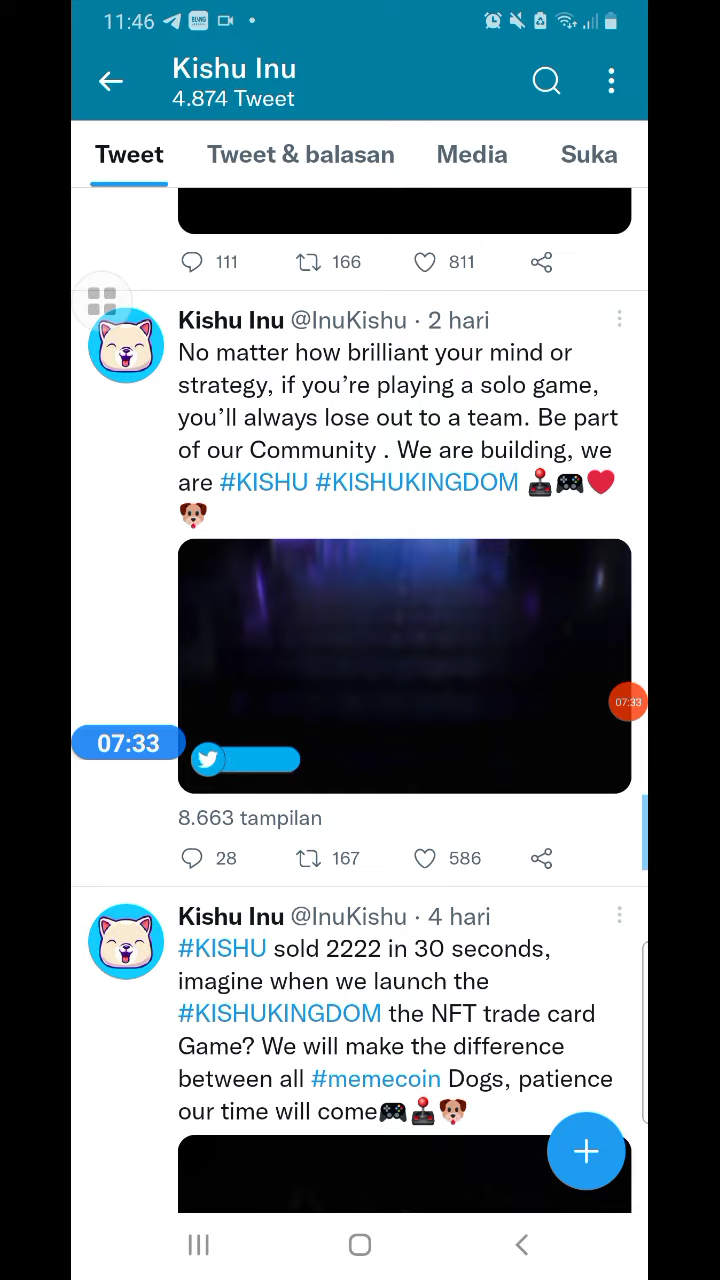 11:46
Kishu Inu
4.874 Tweet
Tweet Tweet & balasan Media Suka
111 166 811
Kishu Inu @InuKishu · 2 hari
No matter how brilliant your mind or
strategy, if you’re playing a solo game,
you’ll always lose out to a team. Be part
of our Community . We are building, we
are #KISHU #KISHUKINGDOM 🕹️🎮❤️
🐶
07:33
07:33
8.663 tampilan
28 167 586
Kishu Inu @InuKishu · 4 hari
#KISHU sold 2222 in 30 seconds,
imagine when we launch the
#KISHUKINGDOM the NFT trade card
Game? We will make the difference
between all #memecoin Dogs, patience
our time will come🎮🕹️🐶